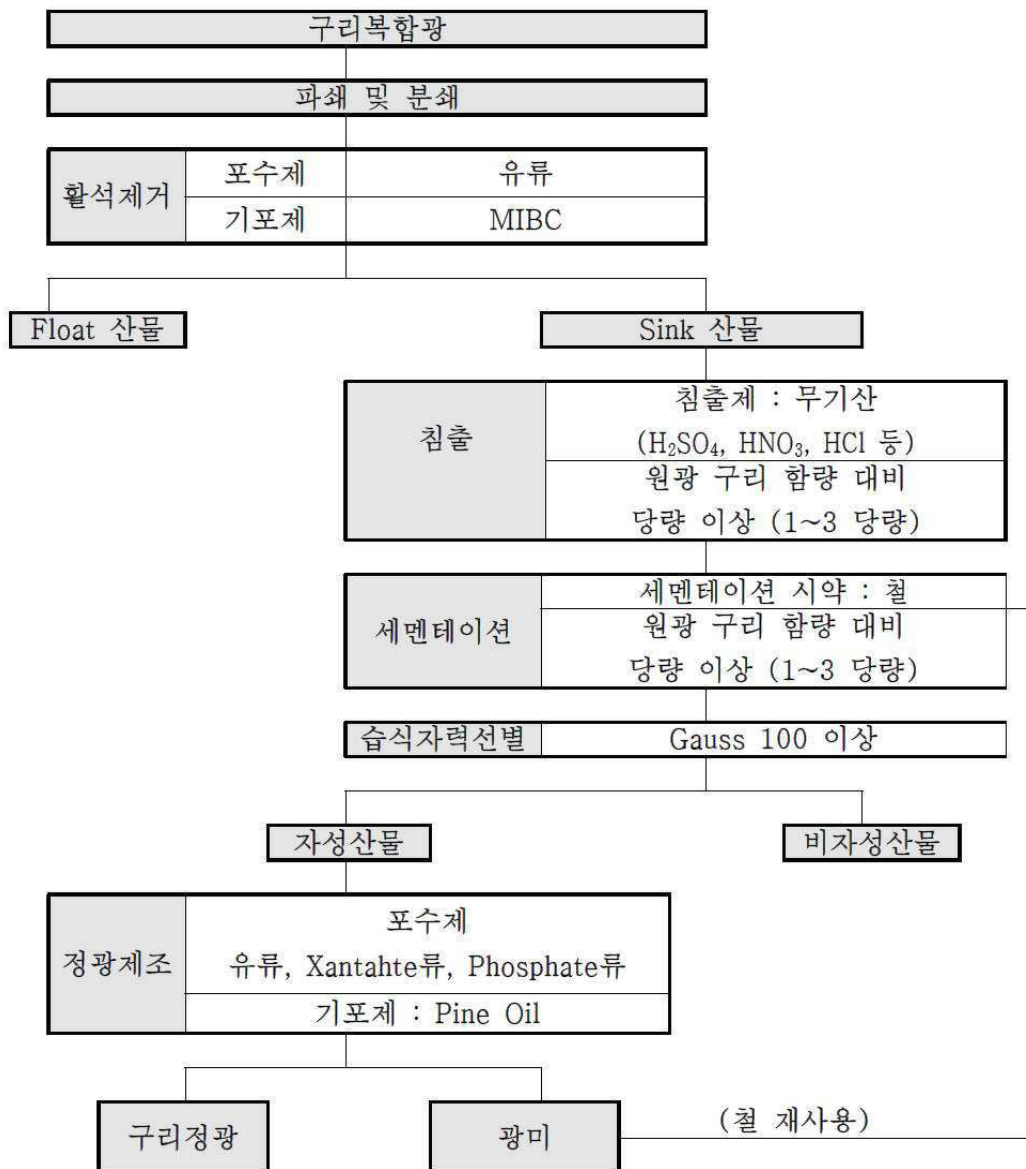 구리복합광
파쇄 및 분쇄
활석제거
포수제
유류
기포제
MIBC
Float 산물
Sink 산물
침출
침출제 : 무기산
(H₂SO₄, HNO₃, HCl 등)
원광 구리 함량 대비
당량 이상 (1~3 당량)
세멘테이션
세멘테이션 시약 : 철
원광 구리 함량 대비
당량 이상 (1~3 당량)
습식자력선별
Gauss 100 이상
자성산물
비자성산물
정광제조
포수제
유류, Xantahte류, Phosphate류
기포제 : Pine Oil
구리정광
광미
(철 재사용)